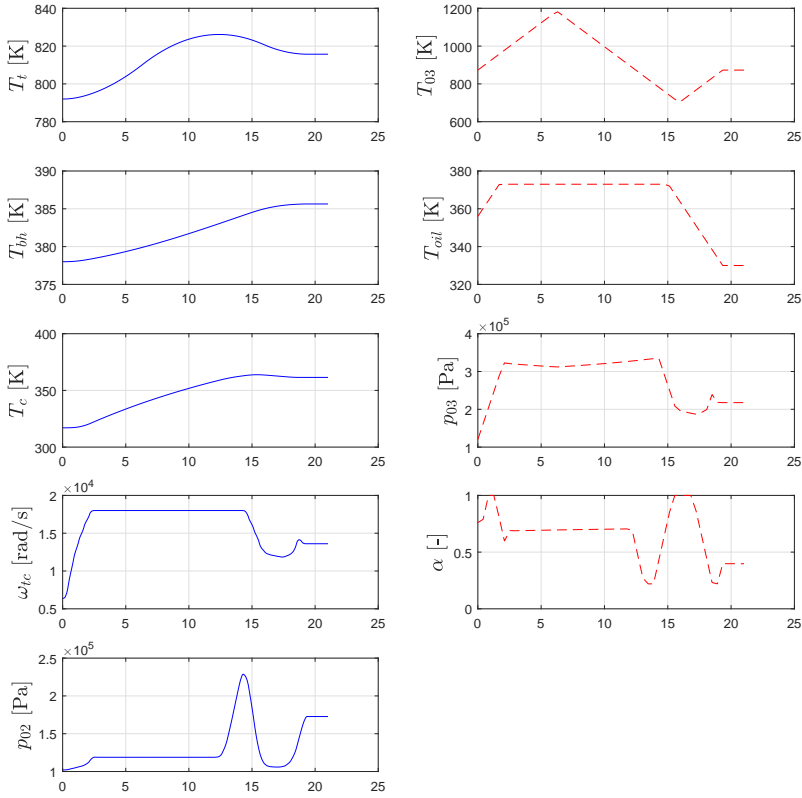 840
820
800
780
T_t [K]
0 5 10 15 20 25
1200
1000
800
600
T_03 [K]
0 5 10 15 20 25
390
385
380
375
T_bh [K]
0 5 10 15 20 25
380
360
340
320
T_oil [K]
0 5 10 15 20 25
400
350
300
T_c [K]
0 5 10 15 20 25
×10^5
4
3
2
1
p_03 [Pa]
0 5 10 15 20 25
×10^4
2
1.5
1
0.5
ω_tc [rad/s]
0 5 10 15 20 25
1
0.5
0
α [-]
0 5 10 15 20 25
×10^5
2.5
2
1.5
1
p_02 [Pa]
0 5 10 15 20 25